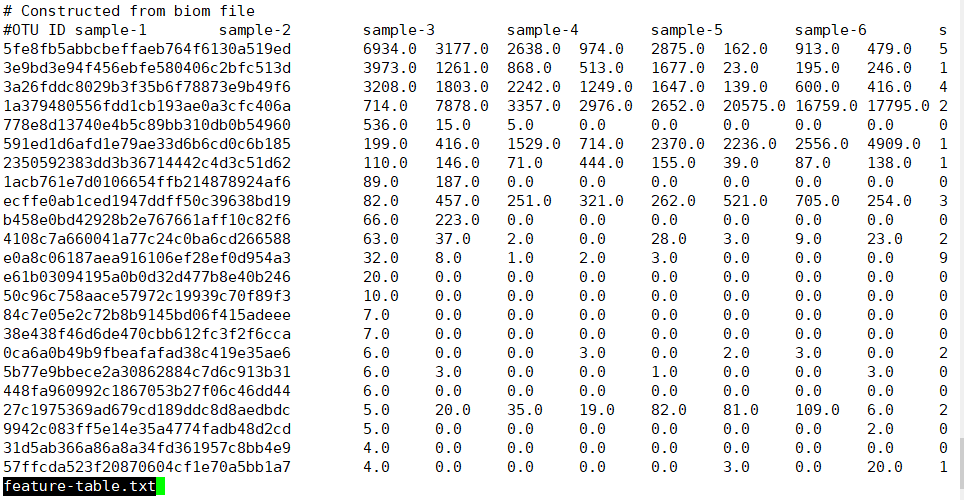 # Constructed from biom file
#OTU ID sample-1 sample-2 sample-3 sample-4 sample-5 sample-6 s
5fe8fb5abbcbeffaeb764f6130a519ed 6934.0 3177.0 2638.0 974.0 2875.0 162.0 913.0 479.0 5
3e9bd3e94f456ebfe580406c2bfc513d 3973.0 1261.0 868.0 513.0 1677.0 23.0 195.0 246.0 1
3a26fddc8029b3f35b6f78873e9b49f6 3208.0 1803.0 2242.0 1249.0 1647.0 139.0 600.0 416.0 4
1a379480556fdd1cb193ae0a3cfc406a 714.0 7878.0 3357.0 2976.0 2652.0 20575.0 16759.0 17795.0 2
778e8d13740e4b5c89bb310db0b54960 536.0 15.0 5.0 0.0 0.0 0.0 0.0 0.0 0
591ed1d6afd1e79ae33d6b6cd0c6b185 199.0 416.0 1529.0 714.0 2370.0 2236.0 2556.0 4909.0 1
2350592383dd3b36714442c4d3c51d62 110.0 146.0 71.0 444.0 155.0 39.0 87.0 138.0 1
1acb761e7d0106654ffb214878924af6 89.0 187.0 0.0 0.0 0.0 0.0 0.0 0.0 0
ecffe0ab1ced1947ddff50c39638bd19 82.0 457.0 251.0 321.0 262.0 521.0 705.0 254.0 3
b458e0bd42928b2e767661aff10c82f6 66.0 223.0 0.0 0.0 0.0 0.0 0.0 0.0 0
4108c7a660041a77c24c0ba6cd266588 63.0 37.0 2.0 0.0 28.0 3.0 9.0 23.0 2
e0a8c06187aea916106ef28ef0d954a3 32.0 8.0 1.0 2.0 3.0 0.0 0.0 0.0 9
e61b03094195a0b0d32d477b8e40b246 20.0 0.0 0.0 0.0 0.0 0.0 0.0 0.0 0
50c96c758aace57972c19939c70f89f3 10.0 0.0 0.0 0.0 0.0 0.0 0.0 0.0 0
84c7e05e2c72b8b9145bd06f415adeee 7.0 0.0 0.0 0.0 0.0 0.0 0.0 0.0 0
38e438f46d6de470cbb612fc3f2f6cca 7.0 0.0 0.0 0.0 0.0 0.0 0.0 0.0 0
0ca6a0b49b9fbeafafad38c419e35ae6 6.0 0.0 0.0 3.0 0.0 2.0 3.0 0.0 2
5b77e9bbece2a30862884c7d6c913b31 6.0 3.0 0.0 0.0 1.0 0.0 0.0 3.0 0
448fa960992c1867053b27f06c46dd44 6.0 0.0 0.0 0.0 0.0 0.0 0.0 0.0 0
27c1975369ad679cd189ddc8d8aedbdc 5.0 20.0 35.0 19.0 82.0 81.0 109.0 6.0 2
9942c083ff5e14e35a4774fadb48d2cd 5.0 0.0 0.0 0.0 0.0 0.0 0.0 2.0 0
31d5ab366a86a8a34fd361957c8bb4e9 4.0 0.0 0.0 0.0 0.0 0.0 0.0 0.0 0
57ffcda523f20870604cf1e70a5bb1a7 4.0 0.0 0.0 0.0 0.0 3.0 0.0 20.0 1
feature-table.txt